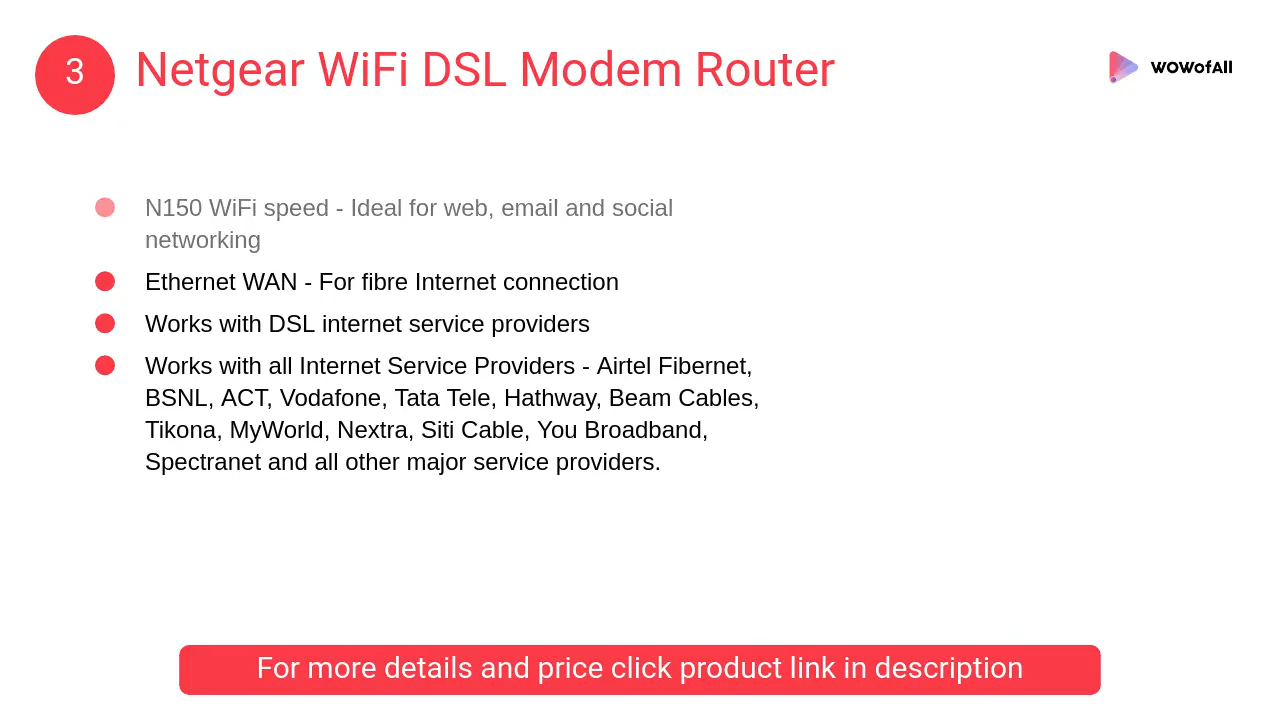 3
Netgear WiFi DSL Modem Router
WOWofAll
N150 WiFi speed - Ideal for web, email and social
networking
Ethernet WAN - For fibre Internet connection
Works with DSL internet service providers
Works with all Internet Service Providers - Airtel Fibernet,
BSNL, ACT, Vodafone, Tata Tele, Hathway, Beam Cables,
Tikona, MyWorld, Nextra, Siti Cable, You Broadband,
Spectranet and all other major service providers.
For more details and price click product link in description